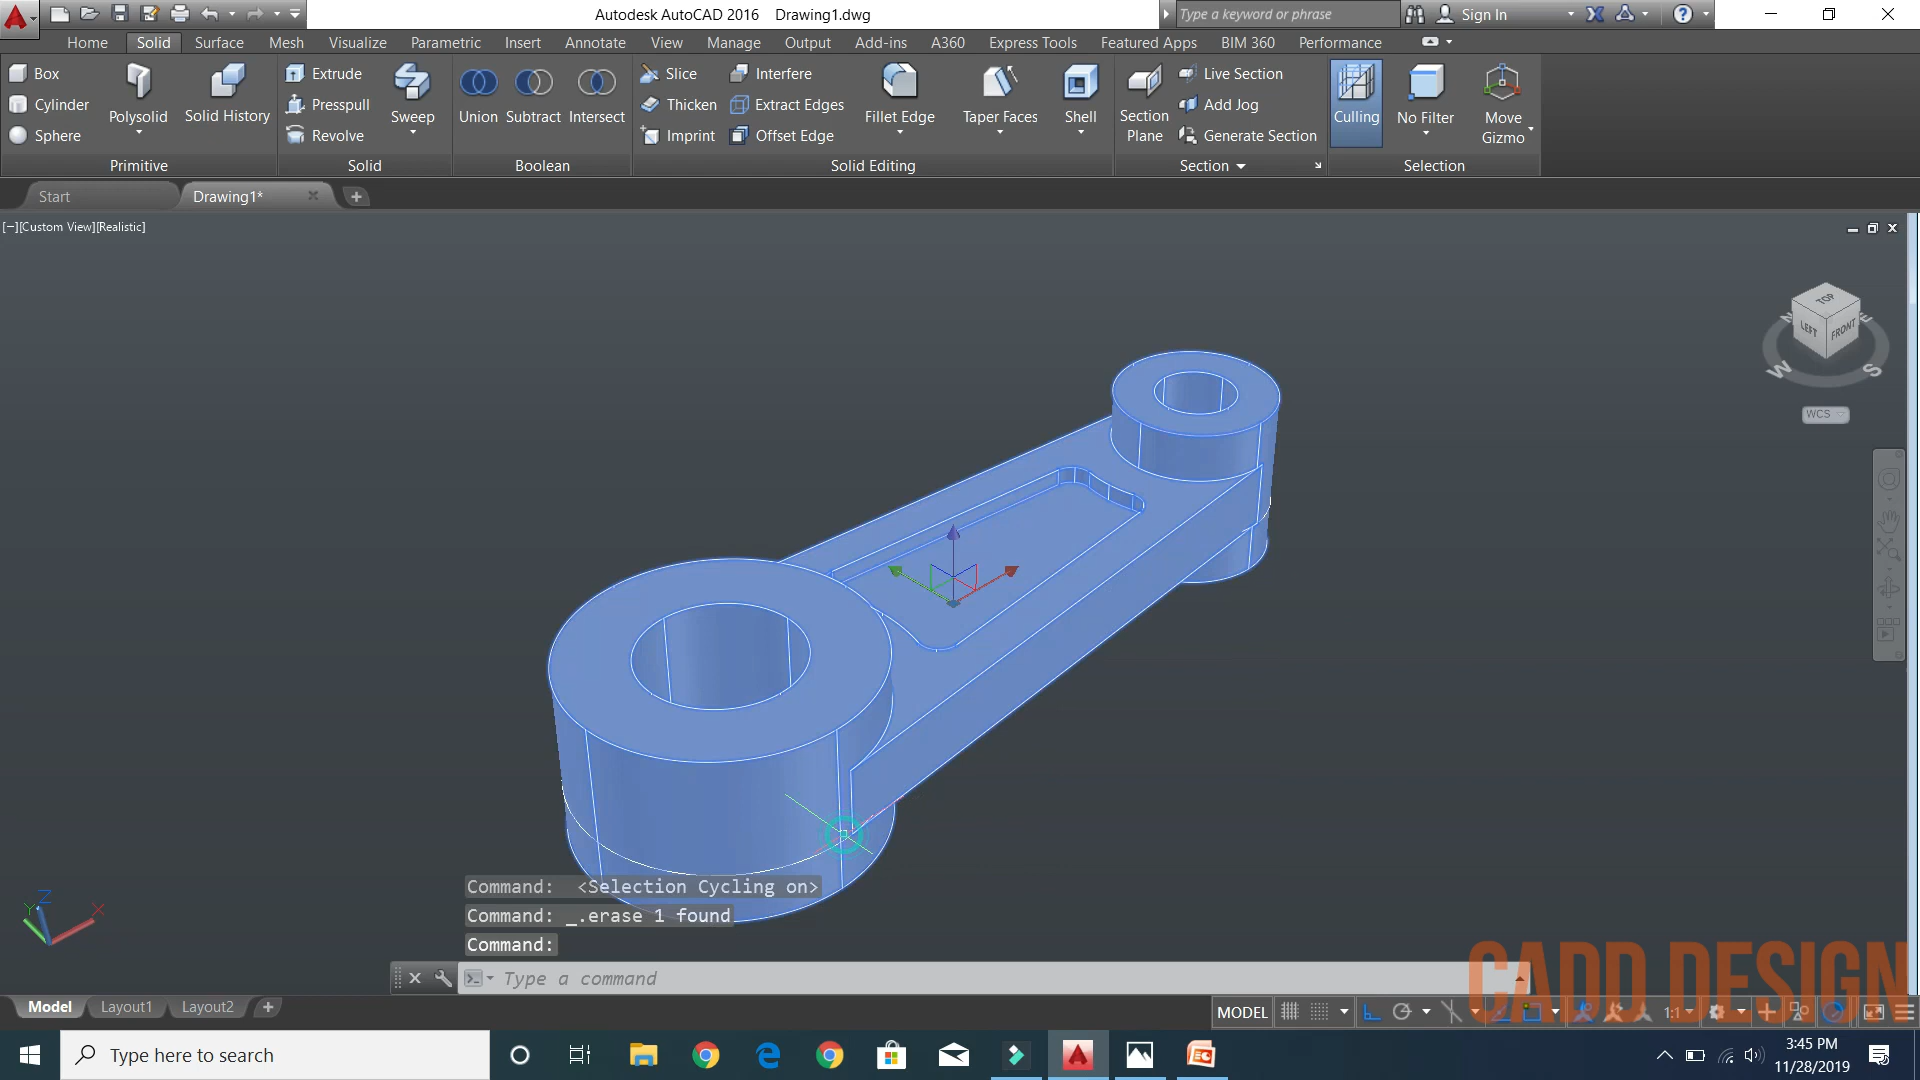 Autodesk AutoCAD 2016 Drawing1.dwg
Type a keyword or phrase
Sign In
Home Solid Surface Mesh Visualize Parametric Insert Annotate View Manage Output Add-ins A360 Express Tools Featured Apps BIM 360 Performance
Box
Cylinder
Sphere
Polysolid
Solid History
Primitive
Extrude
Presspull
Revolve
Sweep
Solid
Union Subtract Intersect
Boolean
Slice
Thicken
Imprint
Interfere
Extract Edges
Offset Edge
Fillet Edge
Taper Faces
Shell
Solid Editing
Section
Plane
Live Section
Add Jog
Generate Section
Section
Culling
No Filter
Move
Gizmo
Selection
Start
Drawing1*
[−][Custom View][Realistic]
TOP
LEFT
FRONT
N
E
W
S
WCS
Y
Z
X
Command: <Selection Cycling on>
Command: _.erase 1 found
Command:
Type a command
CADD DESIGN
Model
Layout1
Layout2
MODEL
1:1
Type here to search
3:45 PM
11/28/2019